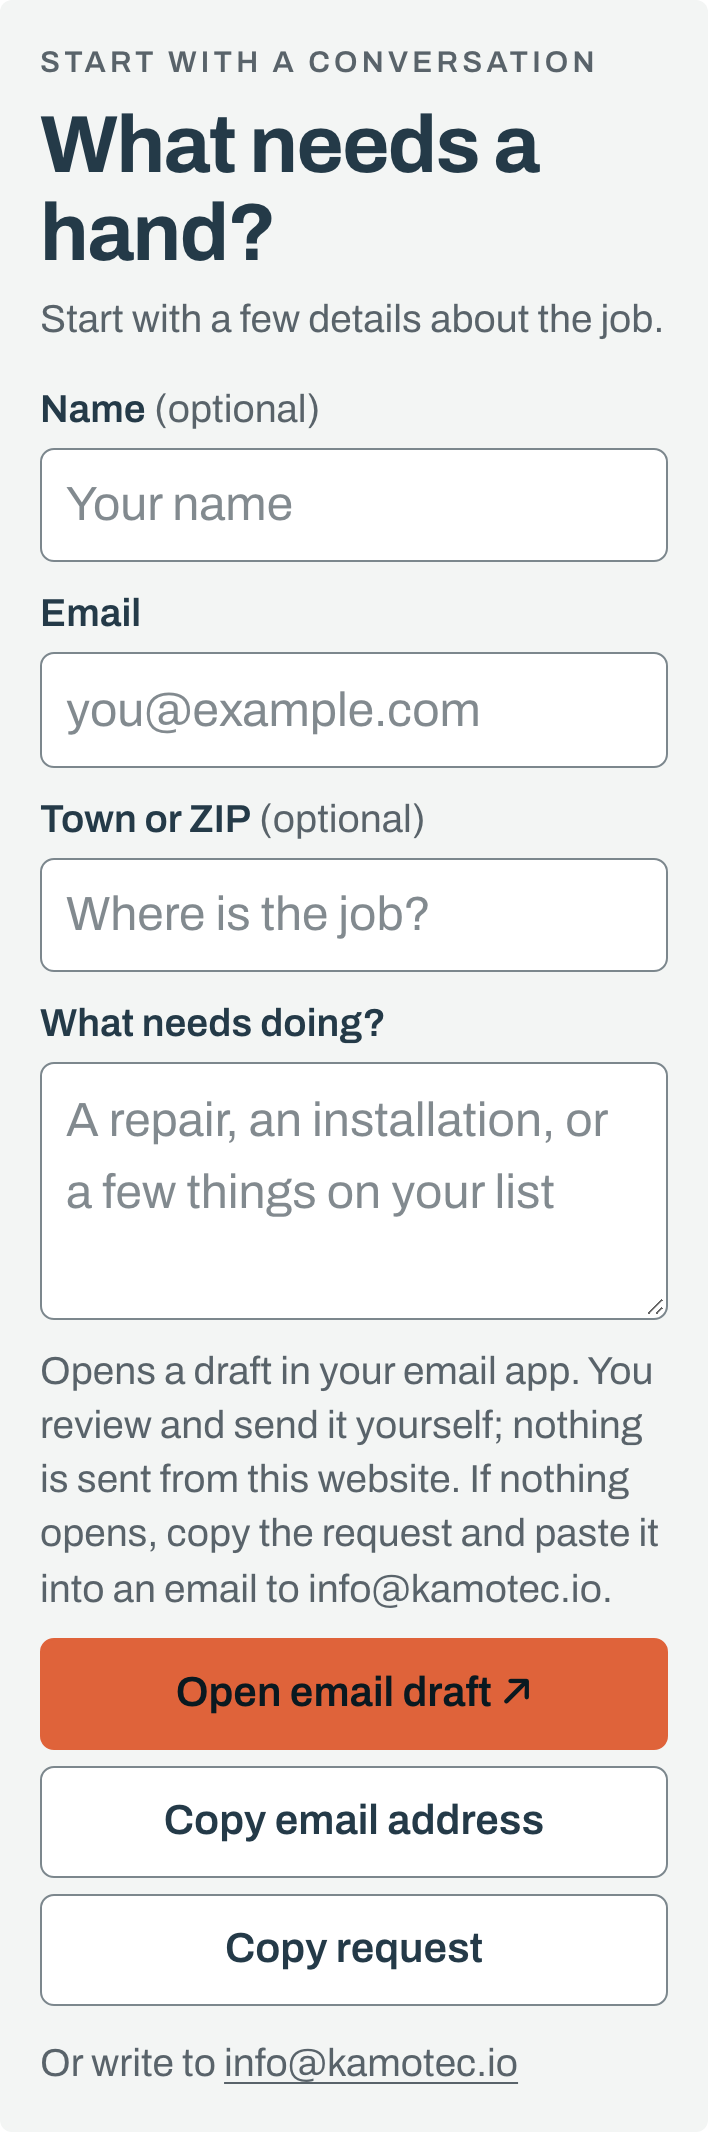 START WITH A CONVERSATION
What needs a
hand?
Start with a few details about the job.
Name (optional)
Your name
Email
you@example.com
Town or ZIP (optional)
Where is the job?
What needs doing?
A repair, an installation, or
a few things on your list
Opens a draft in your email app. You
review and send it yourself; nothing
is sent from this website. If nothing
opens, copy the request and paste it
into an email to info@kamotec.io.
Open email draft ↗
Copy email address
Copy request
Or write to info@kamotec.io